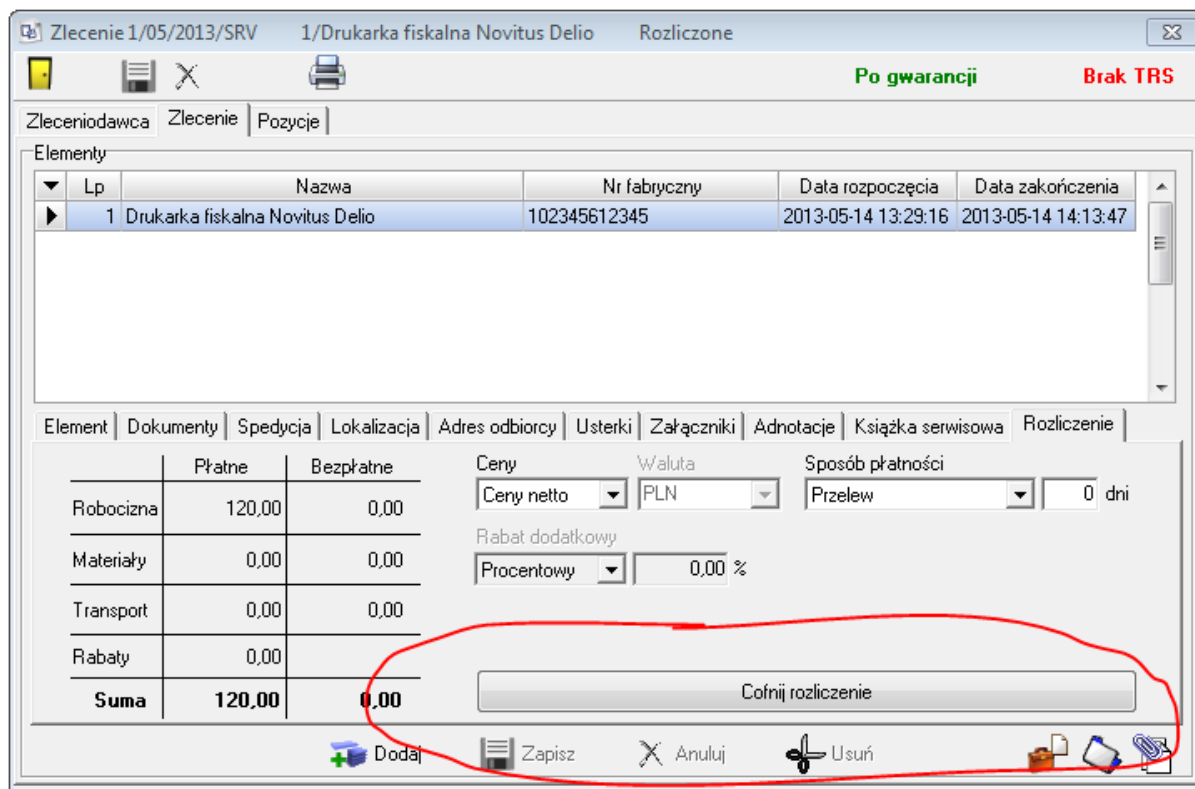 Zlecenie 1/05/2013/SRV 1/Drukarka fiskalna Novitus Delio Rozliczone
Po gwarancji Brak TRS
Zleceniodawca Zlecenie Pozycje
Elementy
Lp Nazwa Nr fabryczny Data rozpoczęcia Data zakończenia
1 Drukarka fiskalna Novitus Delio 102345612345 2013-05-14 13:29:16 2013-05-14 14:13:47
Element Dokumenty Spedycja Lokalizacja Adres odbiorcy Usterki Załączniki Adnotacje Książka serwisowa Rozliczenie
Płatne Bezpłatne Ceny Waluta Sposób płatności
Robocizna 120,00 0,00 Ceny netto PLN Przelew 0 dni
Rabat dodatkowy
Materiały 0,00 0,00 Procentowy 0,00 %
Transport 0,00 0,00
Rabaty 0,00
Suma 120,00 0,00 Cofnij rozliczenie
Dodaj Zapisz Anuluj Usuń